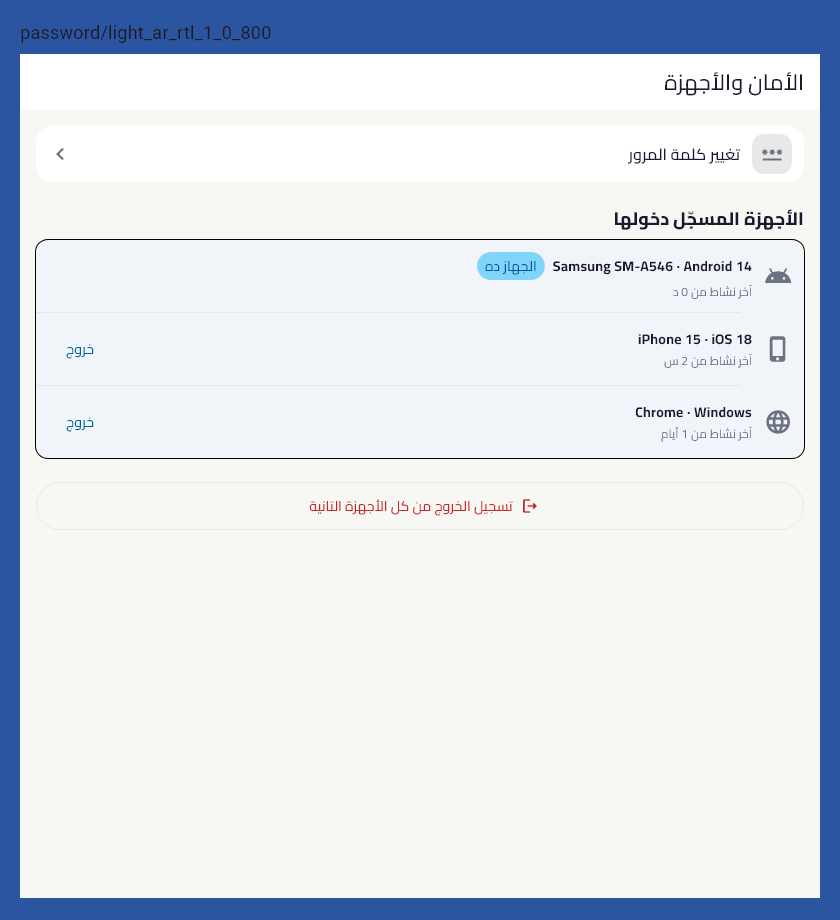 password/light_ar_rtl_1_0_800
الأمان والأجهزة
تغيير كلمة المرور
الأجهزة المسجّل دخولها
Samsung SM-A546 · Android 14 الجهاز ده
آخر نشاط من 0 د
iPhone 15 · iOS 18
آخر نشاط من 2 س
خروج
Chrome · Windows
آخر نشاط من 1 أيام
خروج
تسجيل الخروج من كل الأجهزة التانية